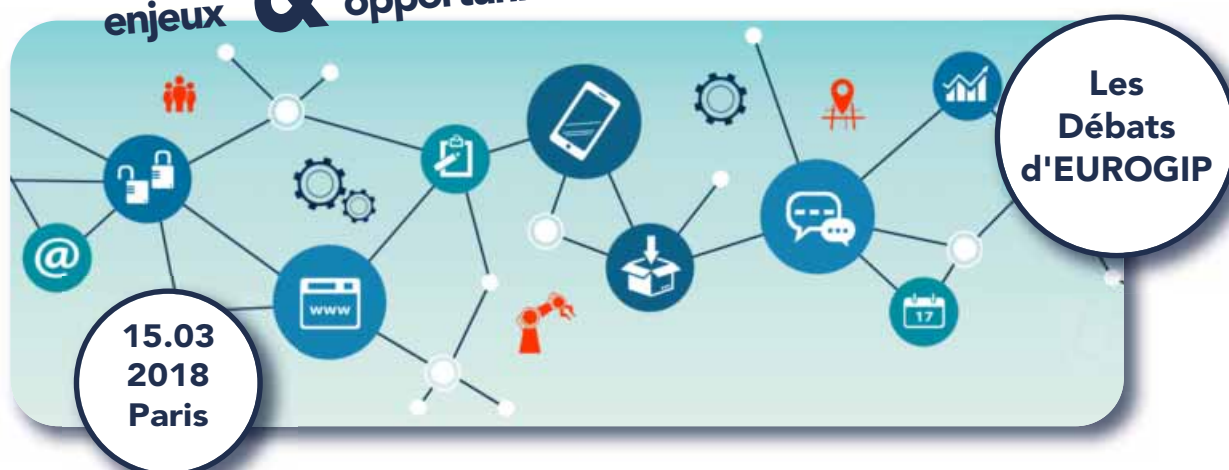 enjeux &
Les
Débats
d'EUROGIP
@
www
17
15.03
2018
Paris